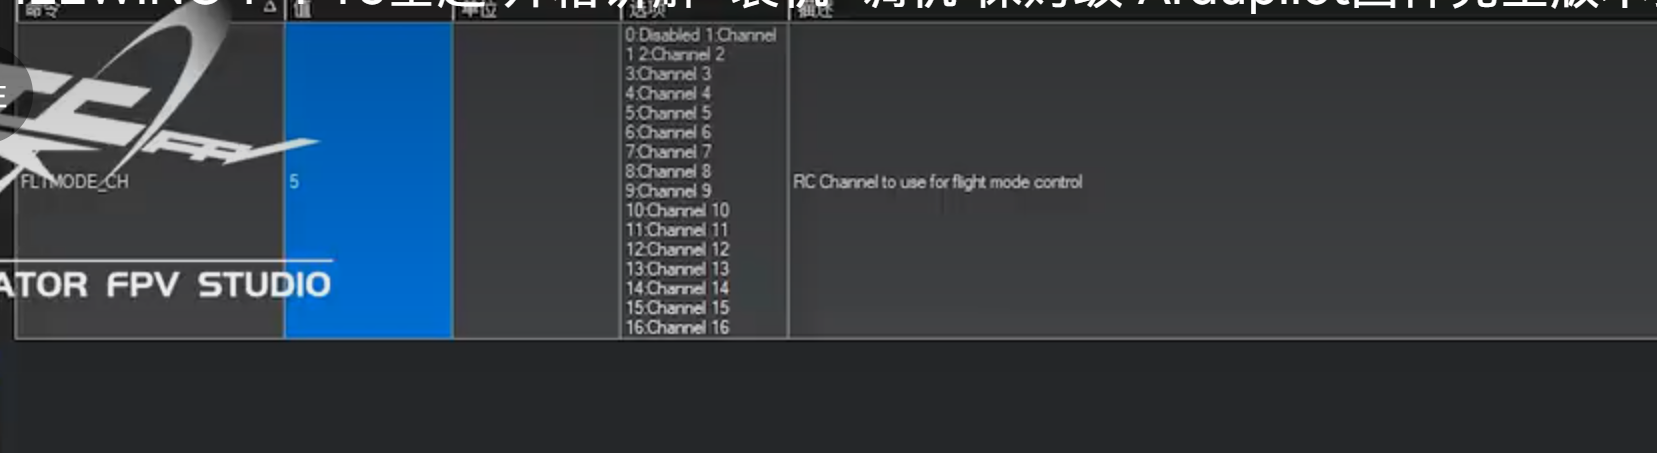 命令 值 单位 选项 描述
0:Disabled 1:Channel
1 2:Channel 2
3:Channel 3
4:Channel 4
5:Channel 5
6:Channel 6
7:Channel 7
8:Channel 8
9:Channel 9
10:Channel 10
11:Channel 11
12:Channel 12
13:Channel 13
14:Channel 14
15:Channel 15
16:Channel 16
FLTMODE_CH 5 RC Channel to use for flight mode control
FPV
ATOR FPV STUDIO